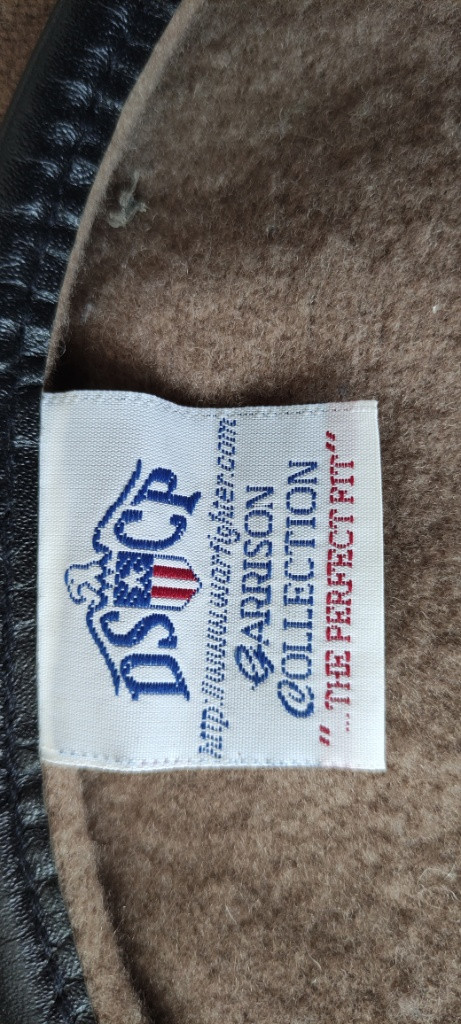 DSCP
http://www.warfighter.com
GARRISON
COLLECTION
"...THE PERFECT FIT"